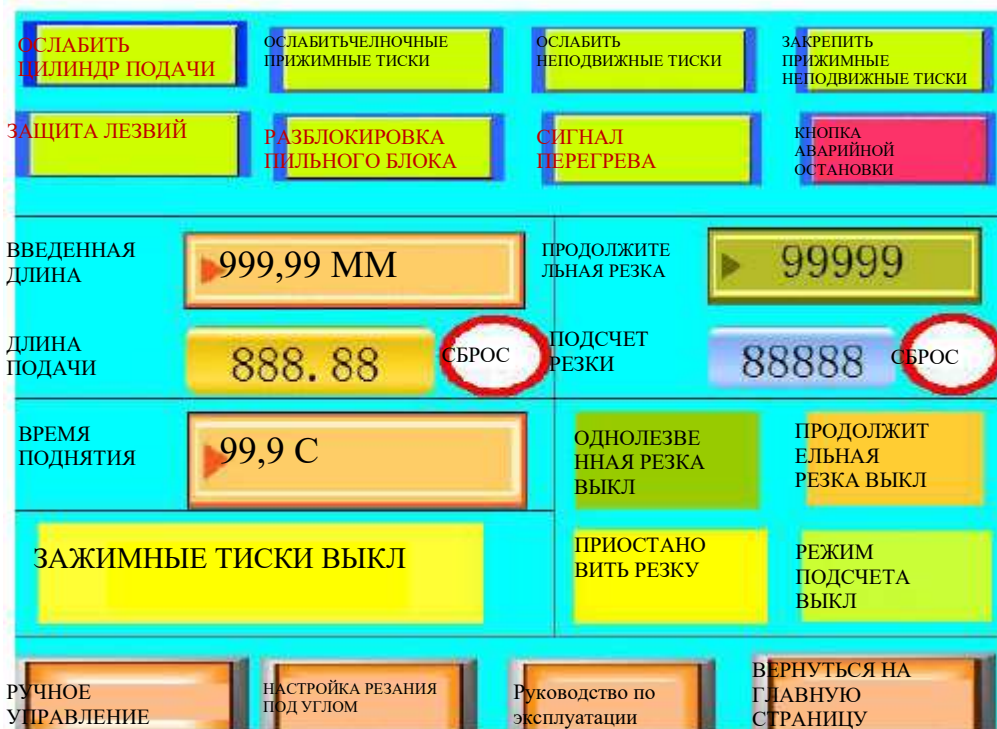 ОСЛАБИТЬ
ЦИЛИНДР ПОДАЧИ
ОСЛАБИТЬЧЕЛНОЧНЫЕ
ПРИЖИМНЫЕ ТИСКИ
ОСЛАБИТЬ
НЕПОДВИЖНЫЕ ТИСКИ
ЗАКРЕПИТЬ
ПРИЖИМНЫЕ
НЕПОДВИЖНЫЕ ТИСКИ
ЗАЩИТА ЛЕЗВИЙ
РАЗБЛОКИРОВКА
ПИЛЬНОГО БЛОКА
СИГНАЛ
ПЕРЕГРЕВА
КНОПКА
АВАРИЙНОЙ
ОСТАНОВКИ
ВВЕДЕННАЯ
ДЛИНА
999,99 ММ
ПРОДОЛЖИТЕ
ЛЬНАЯ РЕЗКА
99999
ДЛИНА
ПОДАЧИ
888.88
СБРОС
ПОДСЧЕТ
РЕЗКИ
88888
СБРОС
ВРЕМЯ
ПОДНЯТИЯ
99,9 С
ОДНОЛЕЗВЕ
ННАЯ РЕЗКА
ВЫКЛ
ПРОДОЛЖИТ
ЕЛЬНАЯ
РЕЗКА ВЫКЛ
ЗАЖИМНЫЕ ТИСКИ ВЫКЛ
ПРИОСТАНО
ВИТЬ РЕЗКУ
РЕЖИМ
ПОДСЧЕТА
ВЫКЛ
РУЧНОЕ
УПРАВЛЕНИЕ
НАСТРОЙКА РЕЗАНИЯ
ПОД УГЛОМ
Руководство по
эксплуатации
ВЕРНУТЬСЯ НА
ГЛАВНУЮ
СТРАНИЦУ